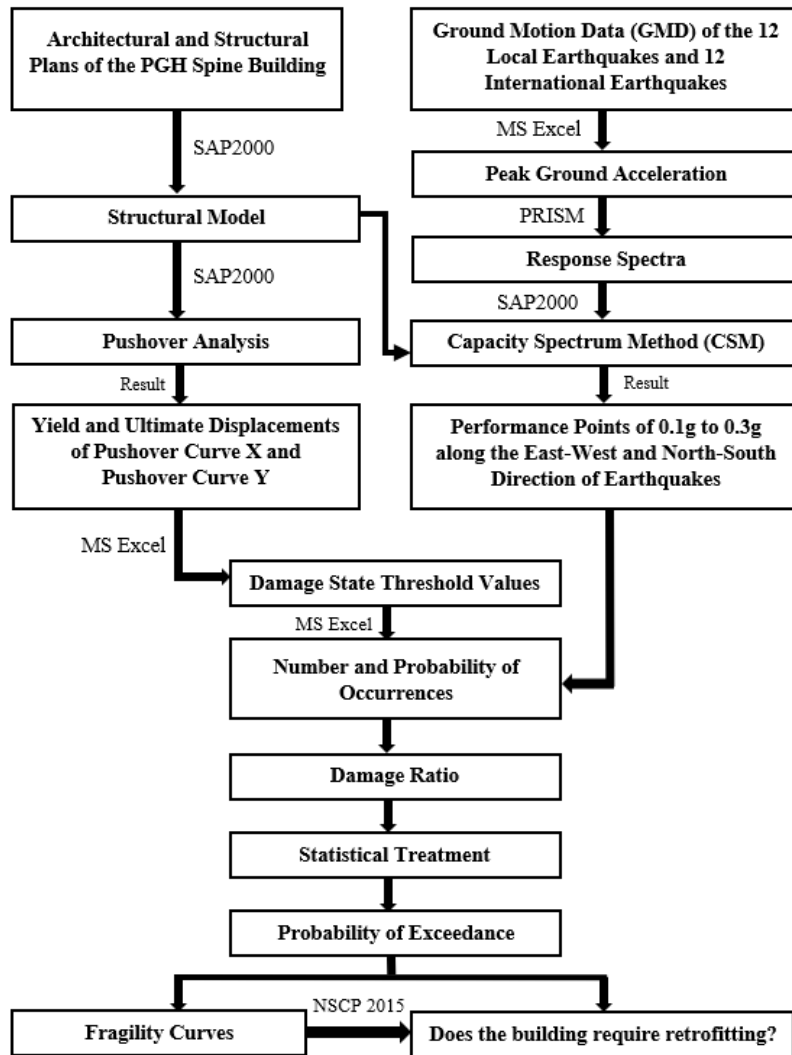 Architectural and Structural
Plans of the PGH Spine Building
SAP2000
Structural Model
SAP2000
Pushover Analysis
Result
Yield and Ultimate Displacements
of Pushover Curve X and
Pushover Curve Y
MS Excel
Ground Motion Data (GMD) of the 12
Local Earthquakes and 12
International Earthquakes
MS Excel
Peak Ground Acceleration
PRISM
Response Spectra
SAP2000
Capacity Spectrum Method (CSM)
Result
Performance Points of 0.1g to 0.3g
along the East-West and North-South
Direction of Earthquakes
Damage State Threshold Values
MS Excel
Number and Probability of
Occurrences
Damage Ratio
Statistical Treatment
Probability of Exceedance
Fragility Curves
NSCP 2015
Does the building require retrofitting?